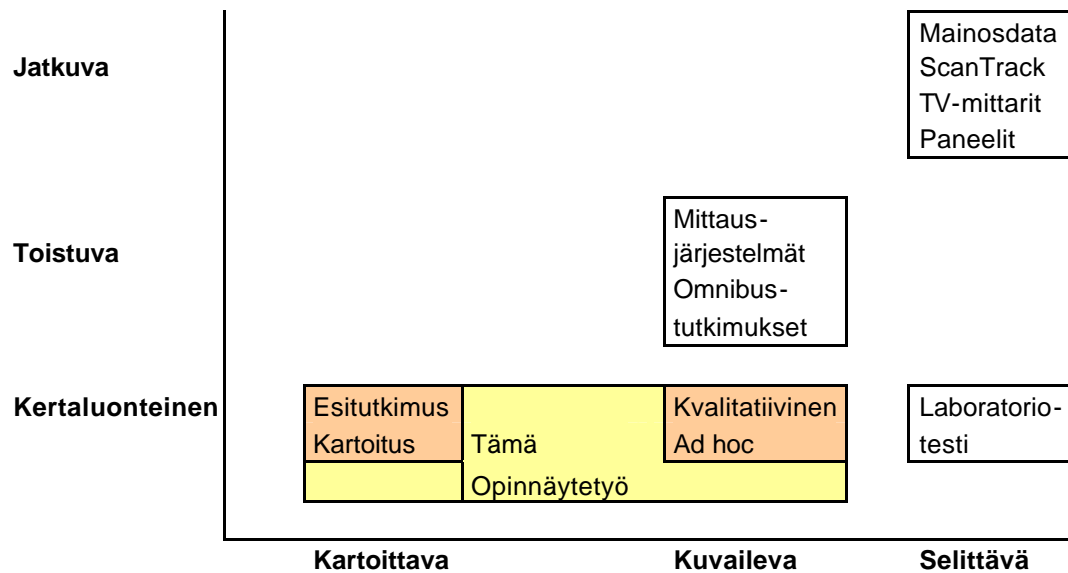 Mainosdata
Jatkuva
ScanTrack
TV-mittarit
Paneelit
Mittaus-
Toistuva
järjestelmät
Omnibus-
tutkimukset
Kertaluonteinen
Esitutkimus
Kvalitatiivinen
Laboratorio-
Kartoitus
Tämä
Ad hoc
testi
Opinnäytetyö
Kartoittava
Kuvaileva
Selittävä